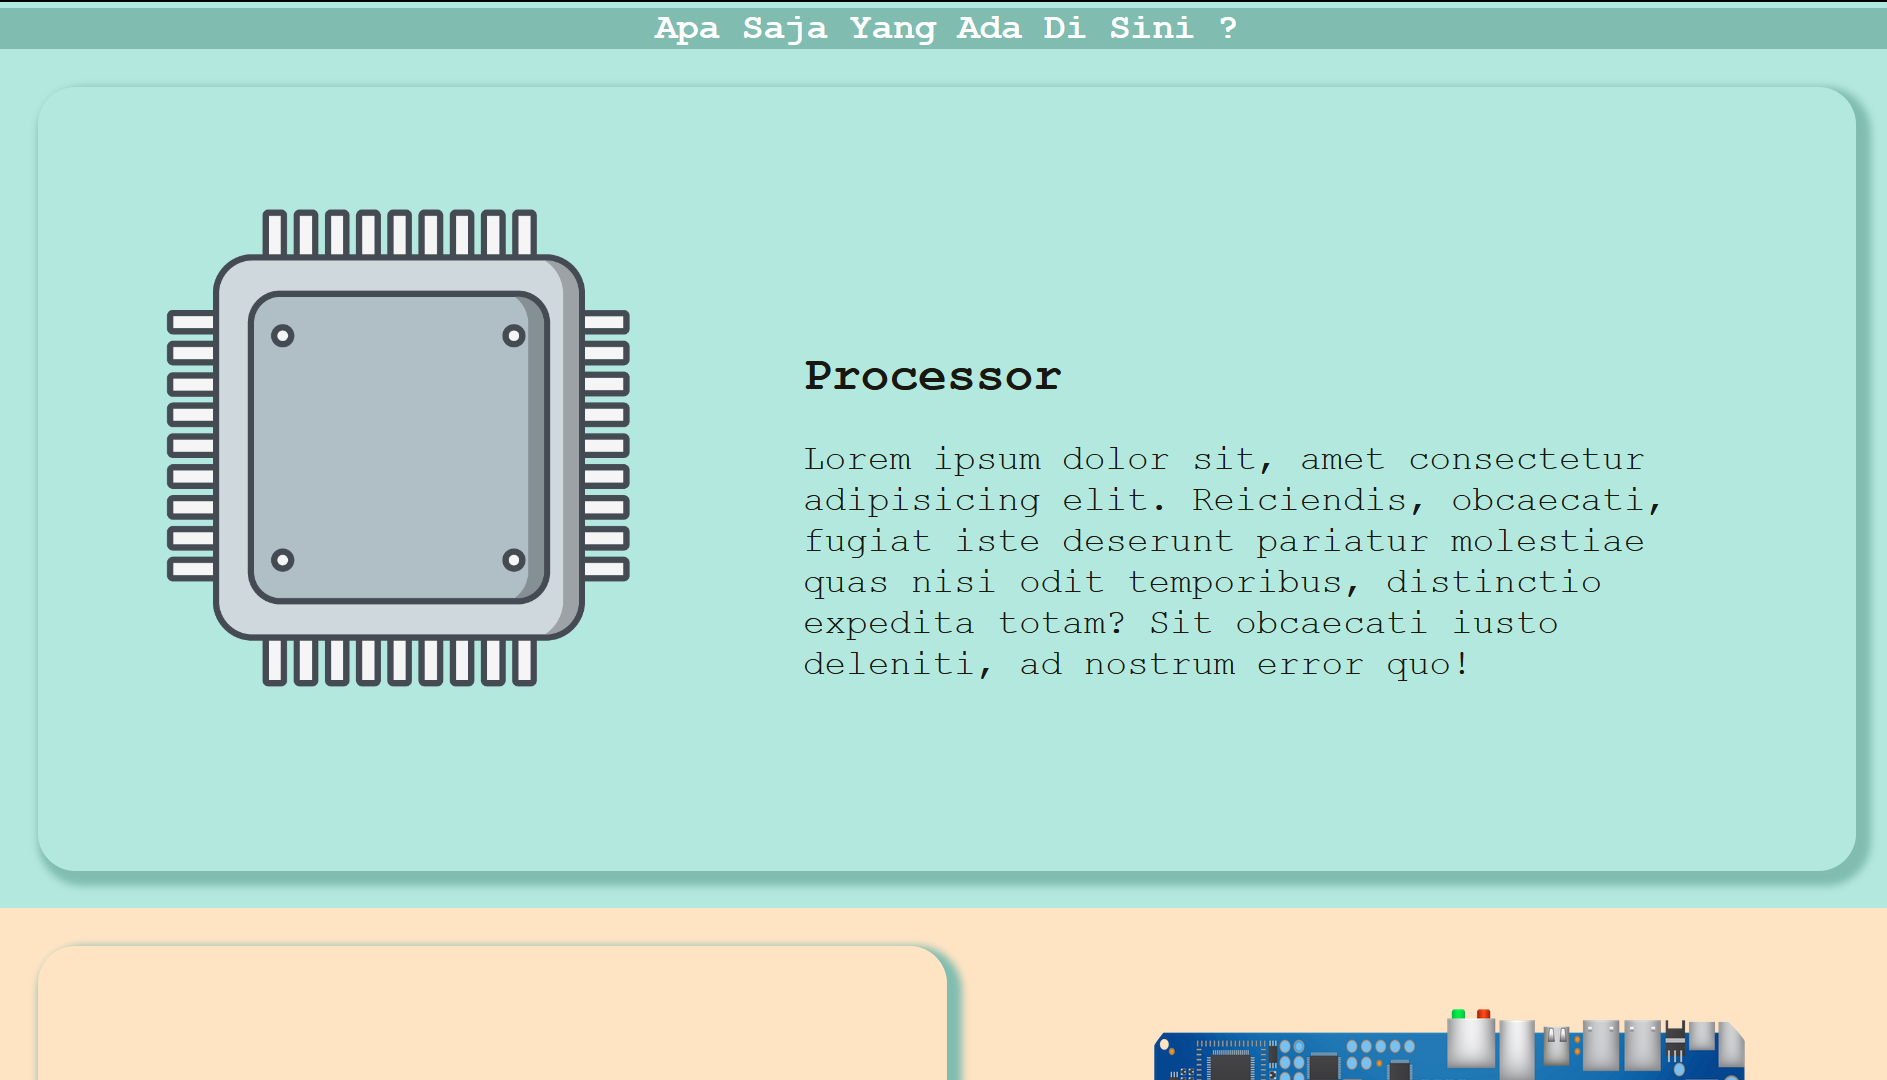 Apa Saja Yang Ada Di Sini ?
Processor
Lorem ipsum dolor sit, amet consectetur
adipisicing elit. Reiciendis, obcaecati,
fugiat iste deserunt pariatur molestiae
quas nisi odit temporibus, distinctio
expedita totam? Sit obcaecati iusto
deleniti, ad nostrum error quo!